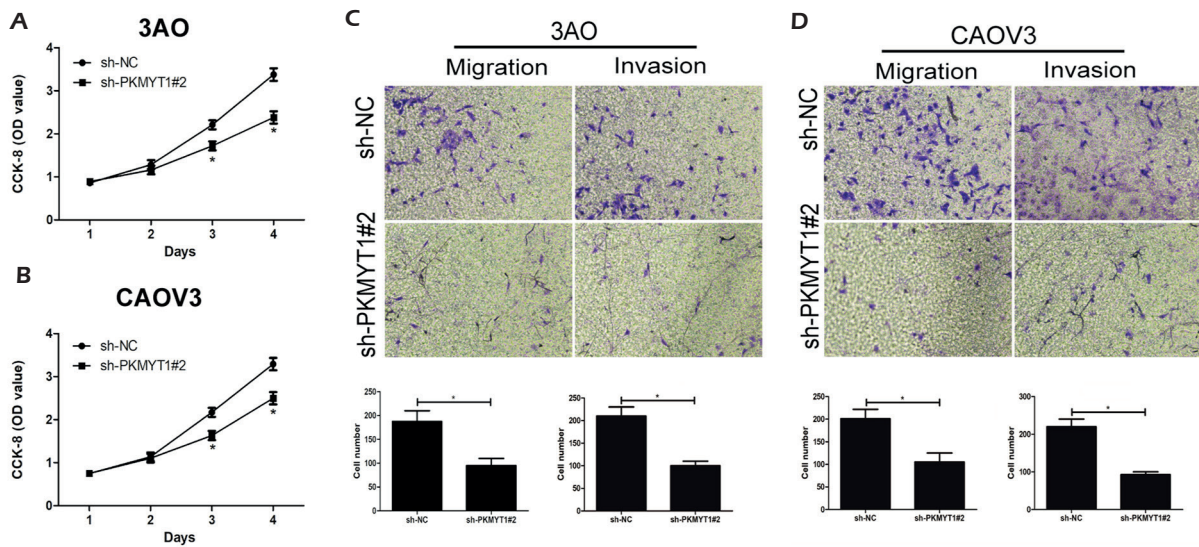 A
3AO
sh-NC
sh-PKMYT1#2
CCK-8 (OD value)
4
3
2
1
0
*
*
1 2 3 4
Days
B
CAOV3
sh-NC
sh-PKMYT1#2
CCK-8 (OD value)
4
3
2
1
0
*
*
1 2 3 4
Days
C
3AO
Migration Invasion
sh-NC
sh-PKMYT1#2
Cell number
250
200
150
100
50
0
*
sh-NC sh-PKMYT1#2
Cell number
250
200
150
100
50
0
*
sh-NC sh-PKMYT1#2
D
CAOV3
Migration Invasion
sh-NC
sh-PKMYT1#2
Cell number
250
200
150
100
50
0
*
sh-NC sh-PKMYT1#2
Cell number
200
100
0
*
sh-NC sh-PKMYT1#2